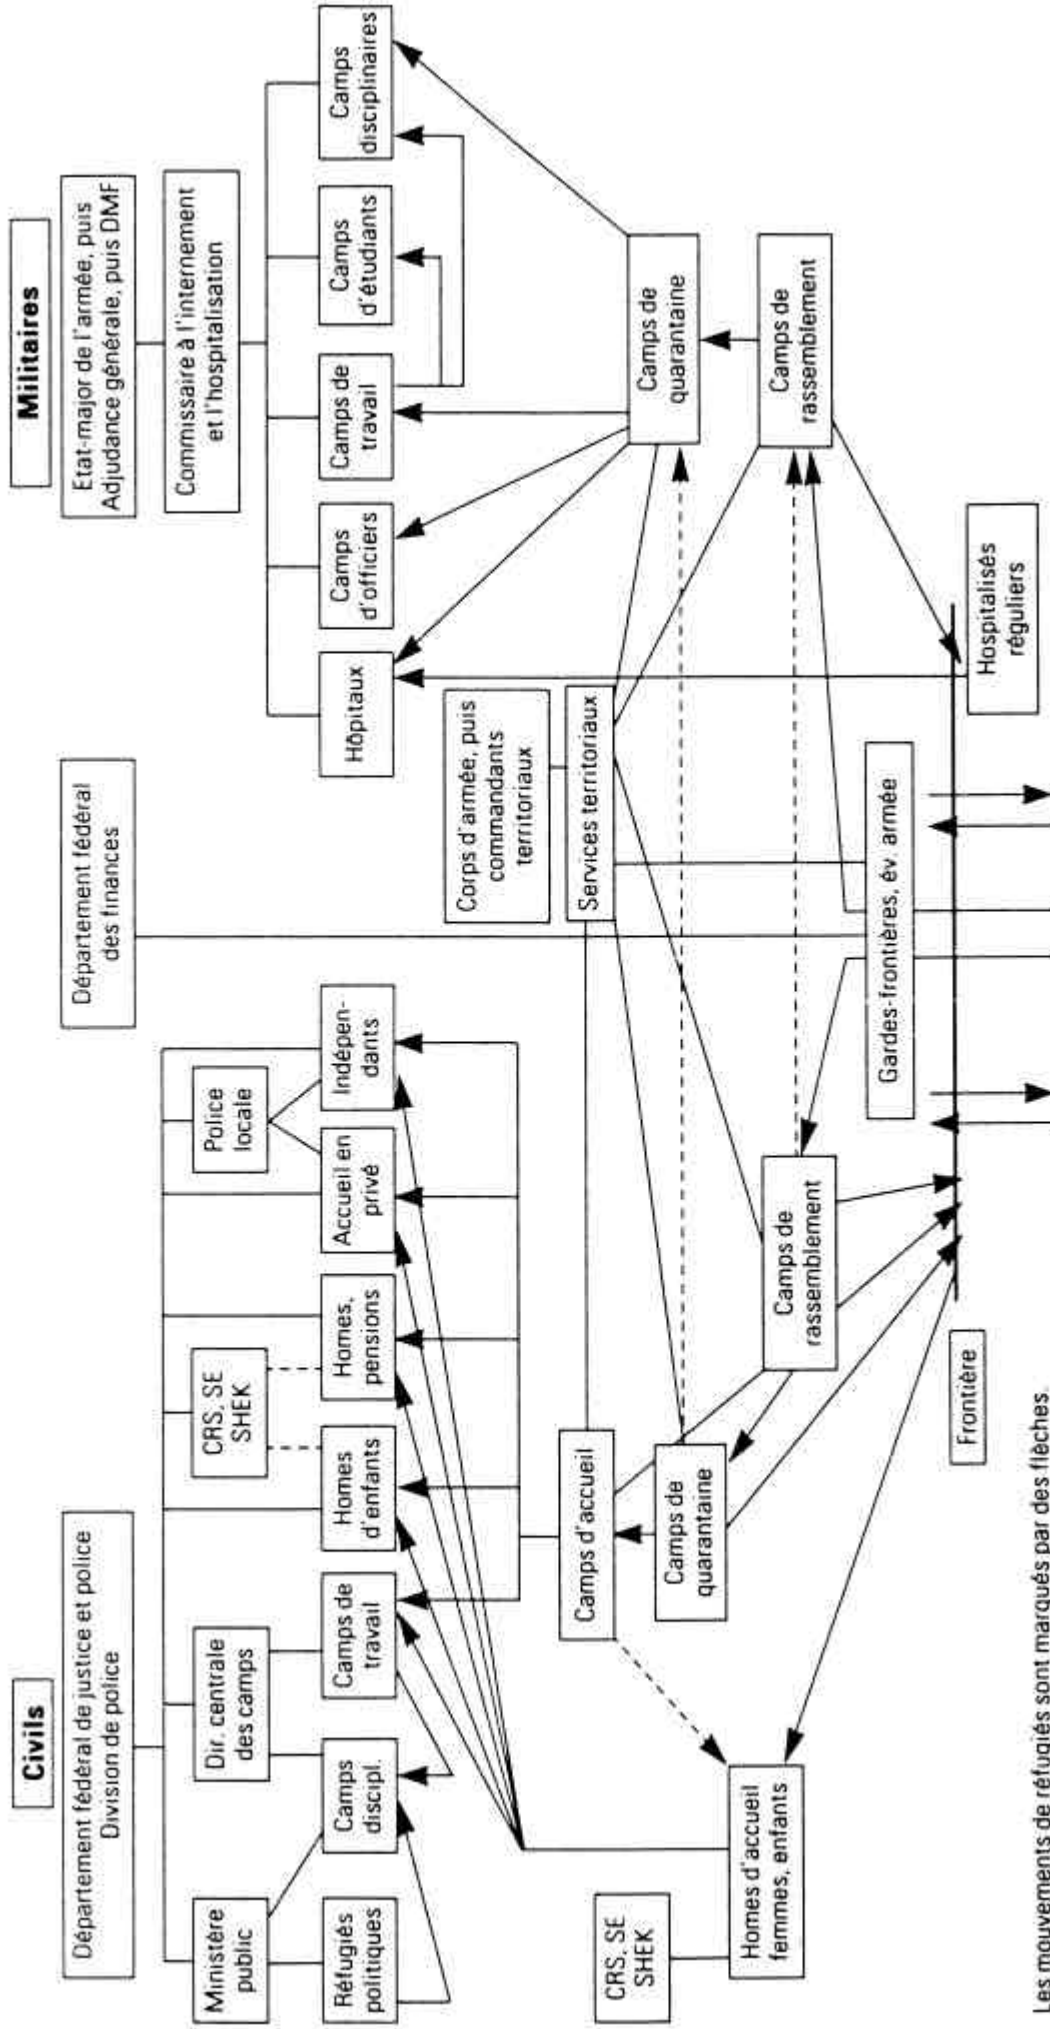 Civils
Département fédéral de justice et police
Division de police
Ministère
public
Dir. centrale
des camps
CRS, SE
SHEK
Police
locale
Réfugiés
politiques
Camps
discipl.
Camps de
travail
Homes
d'enfants
Homes,
pensions
Accueil en
privé
Indépen-
dants
Département fédéral
des finances
Militaires
Etat-major de l'armée, puis
Adjudance générale, puis DMF
Commissaire à l'internement
et l'hospitalisation
Hôpitaux
Camps
d'officiers
Camps de
travail
Camps
d'étudiants
Camps
disciplinaires
Corps d'armée, puis
commandants
territoriaux
Services territoriaux
Camps d'accueil
Camps de
quarantaine
Camps de
quarantaine
CRS, SE
SHEK
Homes d'accueil
femmes, enfants
Camps de
rassemblement
Camps de
rassemblement
Gardes-frontières, év. armée
Frontière
Hospitalisés
réguliers
Les mouvements de réfugiés sont marqués par des flèches.